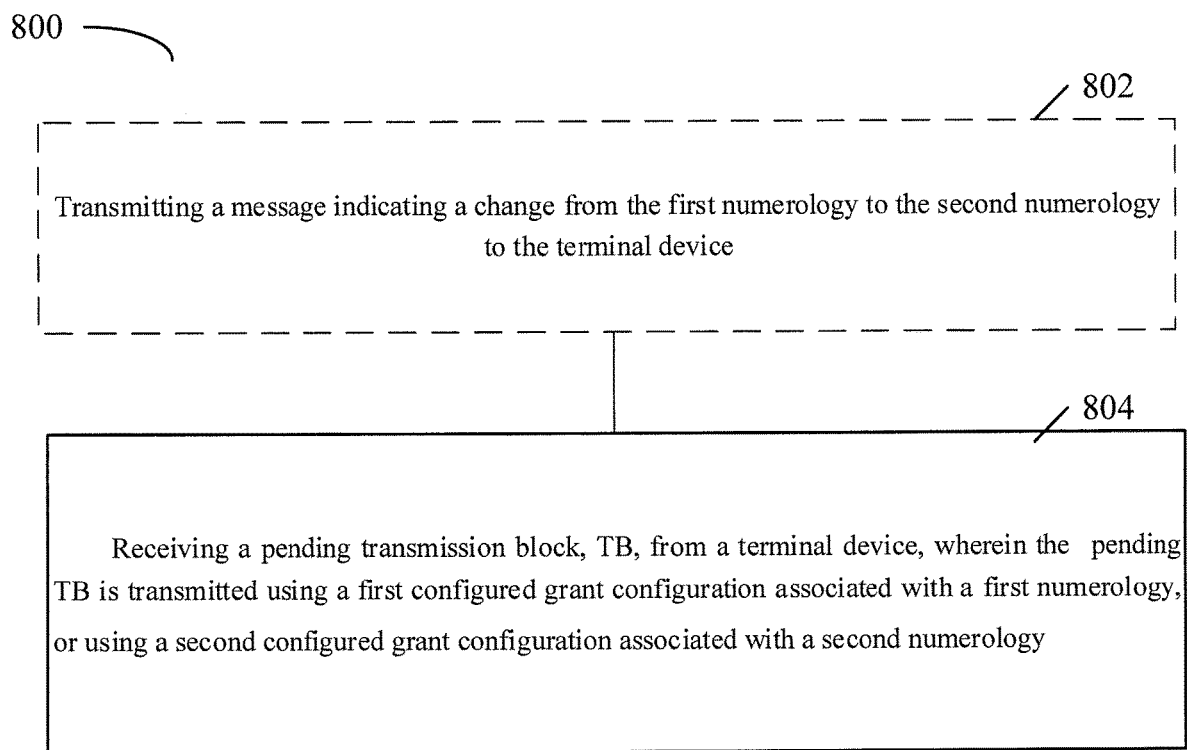 800
802
Transmitting a message indicating a change from the first numerology to the second numerology
to the terminal device
804
Receiving a pending transmission block, TB, from a terminal device, wherein the pending
TB is transmitted using a first configured grant configuration associated with a first numerology,
or using a second configured grant configuration associated with a second numerology